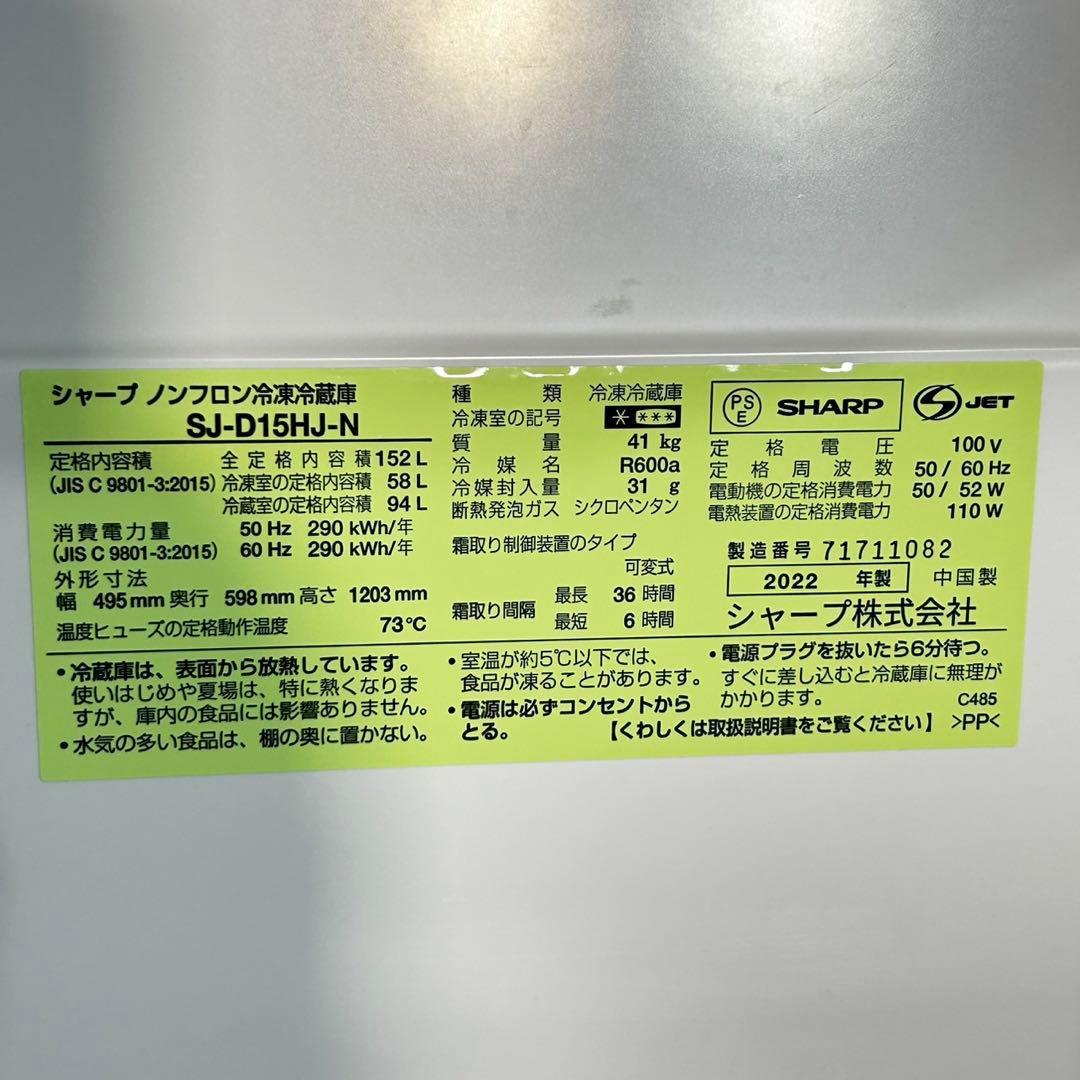 シャープ ノンフロン冷凍冷蔵庫
SJ-D15HJ-N
定格内容積 全定格内容積 152 L
(JIS C 9801-3:2015) 冷凍室の定格内容積 58 L
冷蔵室の定格内容積 94 L
消費電力量 50 Hz 290 kWh/年
(JIS C 9801-3:2015) 60 Hz 290 kWh/年
外形寸法
幅 495 mm 奥行 598 mm 高さ 1203 mm
温度ヒューズの定格動作温度 73℃
種類 冷凍冷蔵庫
冷凍室の記号 * ***
質量 41 kg
冷媒名 R600a
冷媒封入量 31 g
断熱発泡ガス シクロペンタン
霜取り制御装置のタイプ
可変式
霜取り間隔 最長 36 時間
最短 6 時間
PSE SHARP JET
定格電圧 100 V
定格周波数 50 / 60 Hz
電動機の定格消費電力 50 / 52 W
電熱装置の定格消費電力 110 W
製造番号 71711082
2022 年製 中国製
シャープ株式会社
・冷蔵庫は、表面から放熱しています。
使いはじめや夏場は、特に熱くなりま
すが、庫内の食品には影響ありません。
・水気の多い食品は、棚の奥に置かない。
・室温が約5℃以下では、
食品が凍ることがあります。
・電源は必ずコンセントから
とる。
・電源プラグを抜いたら6分待つ。
すぐに差し込むと冷蔵庫に無理が
かかります。 C485
【くわしくは取扱説明書をご覧ください】 >PP<